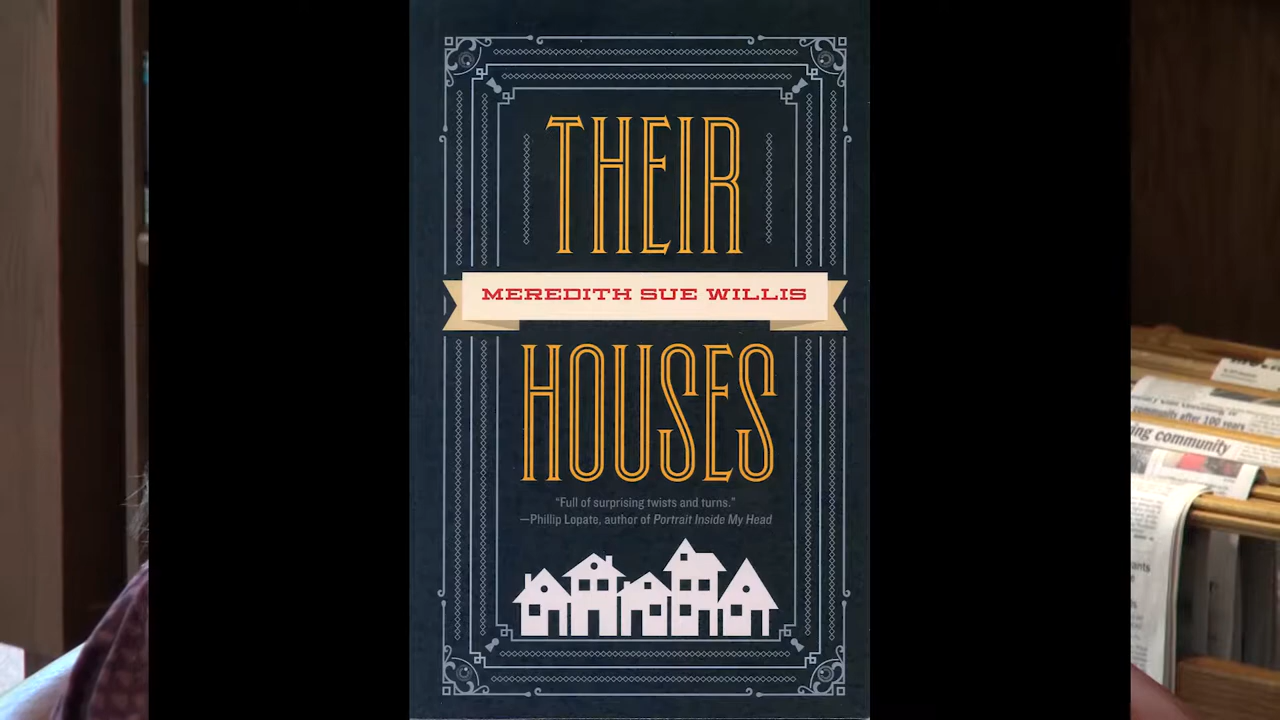 THEIR
MEREDITH SUE WILLIS
HOUSES
“Full of surprising twists and turns.”
—Phillip Lopate, author of Portrait Inside My Head
community after 100 years
ing community